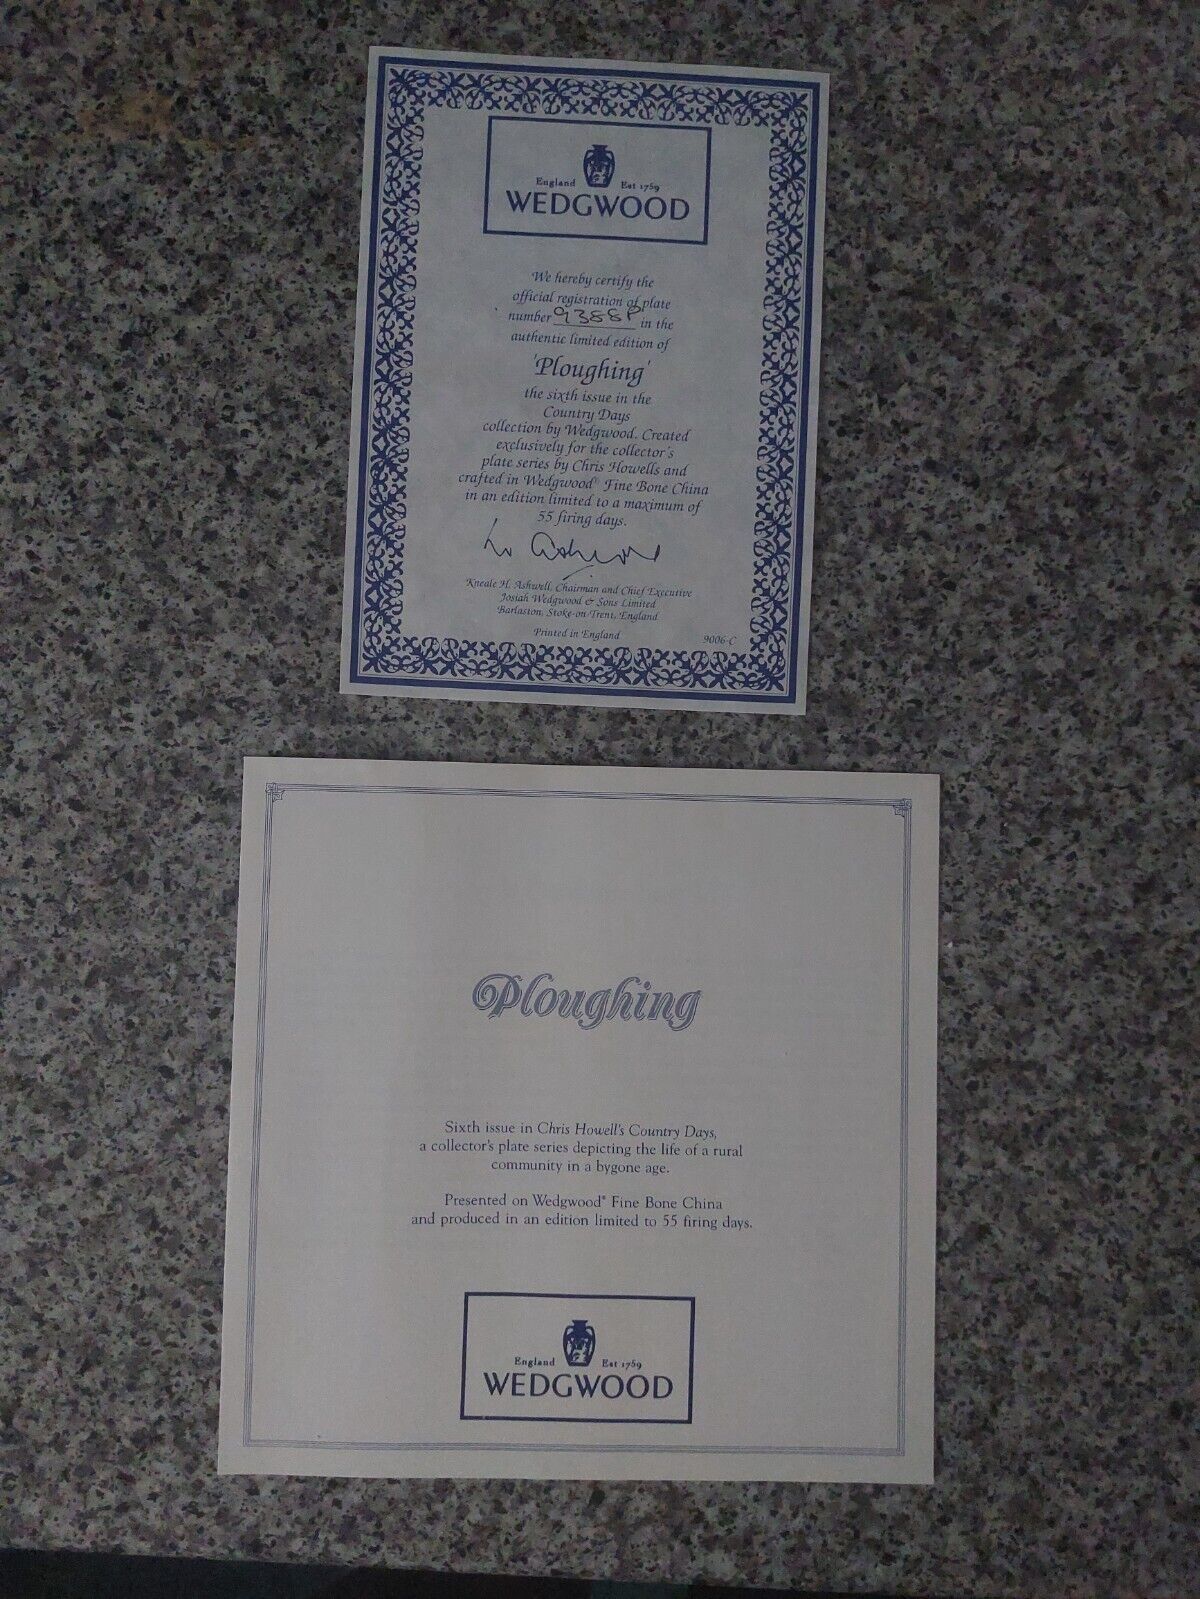 England Est 1759
WEDGWOOD
We hereby certify the
official registration of plate
number 9388P in the
authentic limited edition of
'Ploughing'
the sixth issue in the
Country Days
collection by Wedgwood. Created
exclusively for the collector's
plate series by Chris Howells and
crafted in Wedgwood® Fine Bone China
in an edition limited to a maximum of
55 firing days.
Kneale H. Ashwell, Chairman and Chief Executive
Josiah Wedgwood & Sons Limited
Barlaston, Stoke-on-Trent, England
Printed in England 9006-C
Ploughing
Sixth issue in Chris Howell's Country Days,
a collector's plate series depicting the life of a rural
community in a bygone age.
Presented on Wedgwood® Fine Bone China
and produced in an edition limited to 55 firing days.
England Est 1759
WEDGWOOD